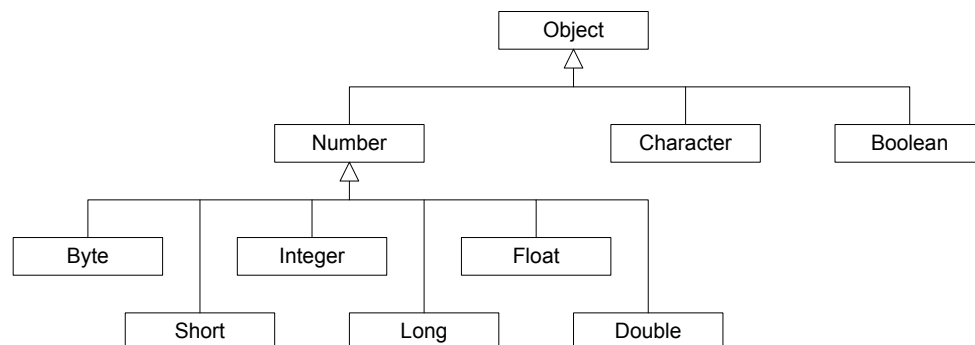 Object
Number
Character
Boolean
Byte
Integer
Float
Short
Long
Double